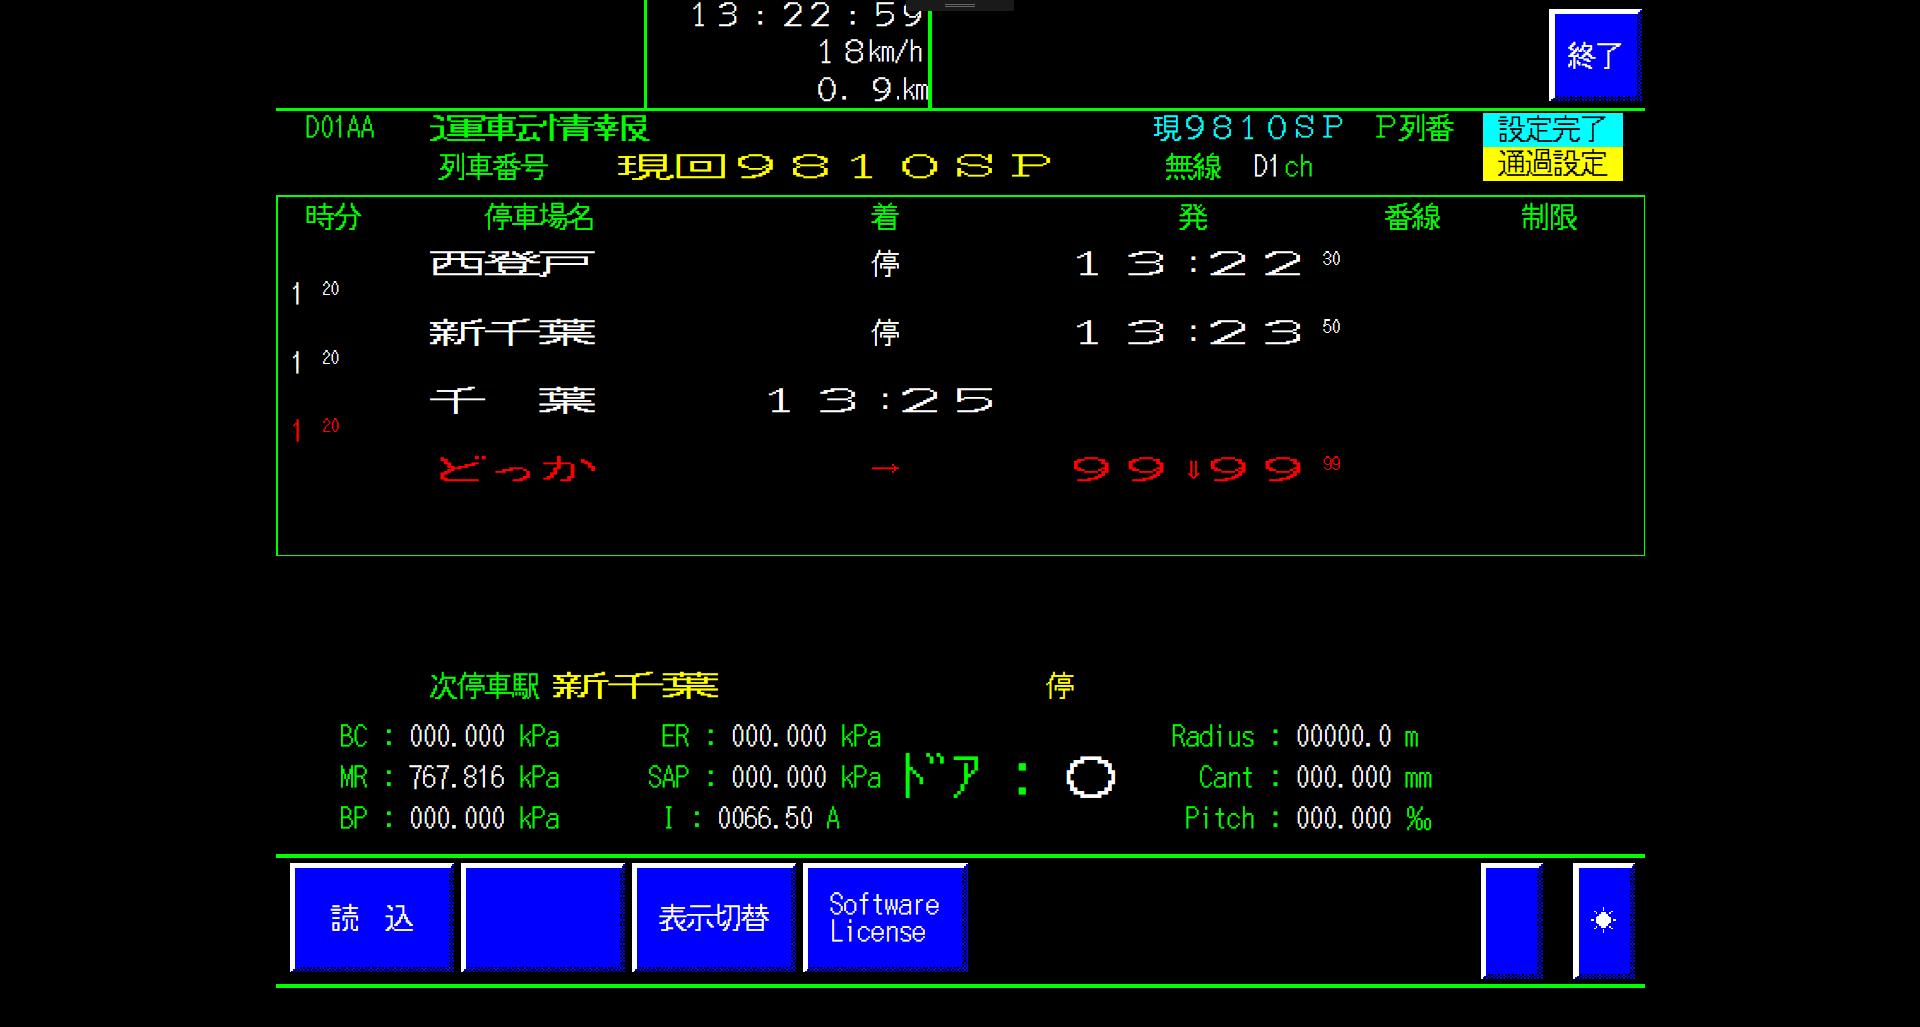 13:22:59
18km/h
0.9.km
終了
D01AA 運転情報 現9810SP P列番 設定完了
列車番号 現回9810SP 無線 D1ch 通過設定
時分 停車場名 着 発 番線 制限
西登戸 停 13:22 30
1 20
新千葉 停 13:23 50
1 20
千 葉 13:25
1 20
どっか → 99⇓99 99
次停車駅 新千葉 停
BC : 000.000 kPa ER : 000.000 kPa Radius : 00000.0 m
MR : 767.816 kPa SAP : 000.000 kPa ドア : ○ Cant : 000.000 mm
BP : 000.000 kPa I : 0066.50 A Pitch : 000.000 ‰
読 込 表示切替 Software License ☀